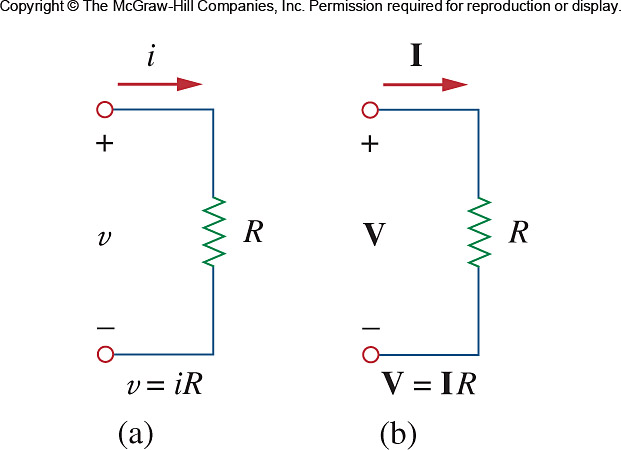 Copyright © The McGraw-Hill Companies, Inc. Permission required for reproduction or display.
i I
+ +
v R V R
– –
v = iR V = IR
(a) (b)